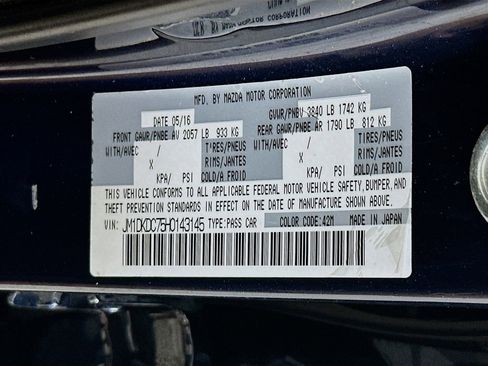 MFD. BY MAZDA MOTOR CORPORATION
DATE 05/16 GVWR/PNBV 3840 LB 1742 KG
FRONT GAWR/PNBE AV 2057 LB 933 KG REAR GAWR/PNBE AR 1790 LB 812 KG
WITH/AVEC / TIRES/PNEUS WITH/AVEC / TIRES/PNEUS
X RIMS/JANTES X RIMS/JANTES
KPA/ PSI COLD/A FROID KPA/ PSI COLD/A FROID
THIS VEHICLE CONFORMS TO ALL APPLICABLE FEDERAL MOTOR VEHICLE SAFETY, BUMPER, AND
THEFT PREVENTION STANDARDS IN EFFECT ON THE DATE OF MANUFACTURE SHOWN ABOVE.
VIN: JM1DKDC75H0143145 TYPE:PASS CAR COLOR CODE:42M MADE IN JAPAN